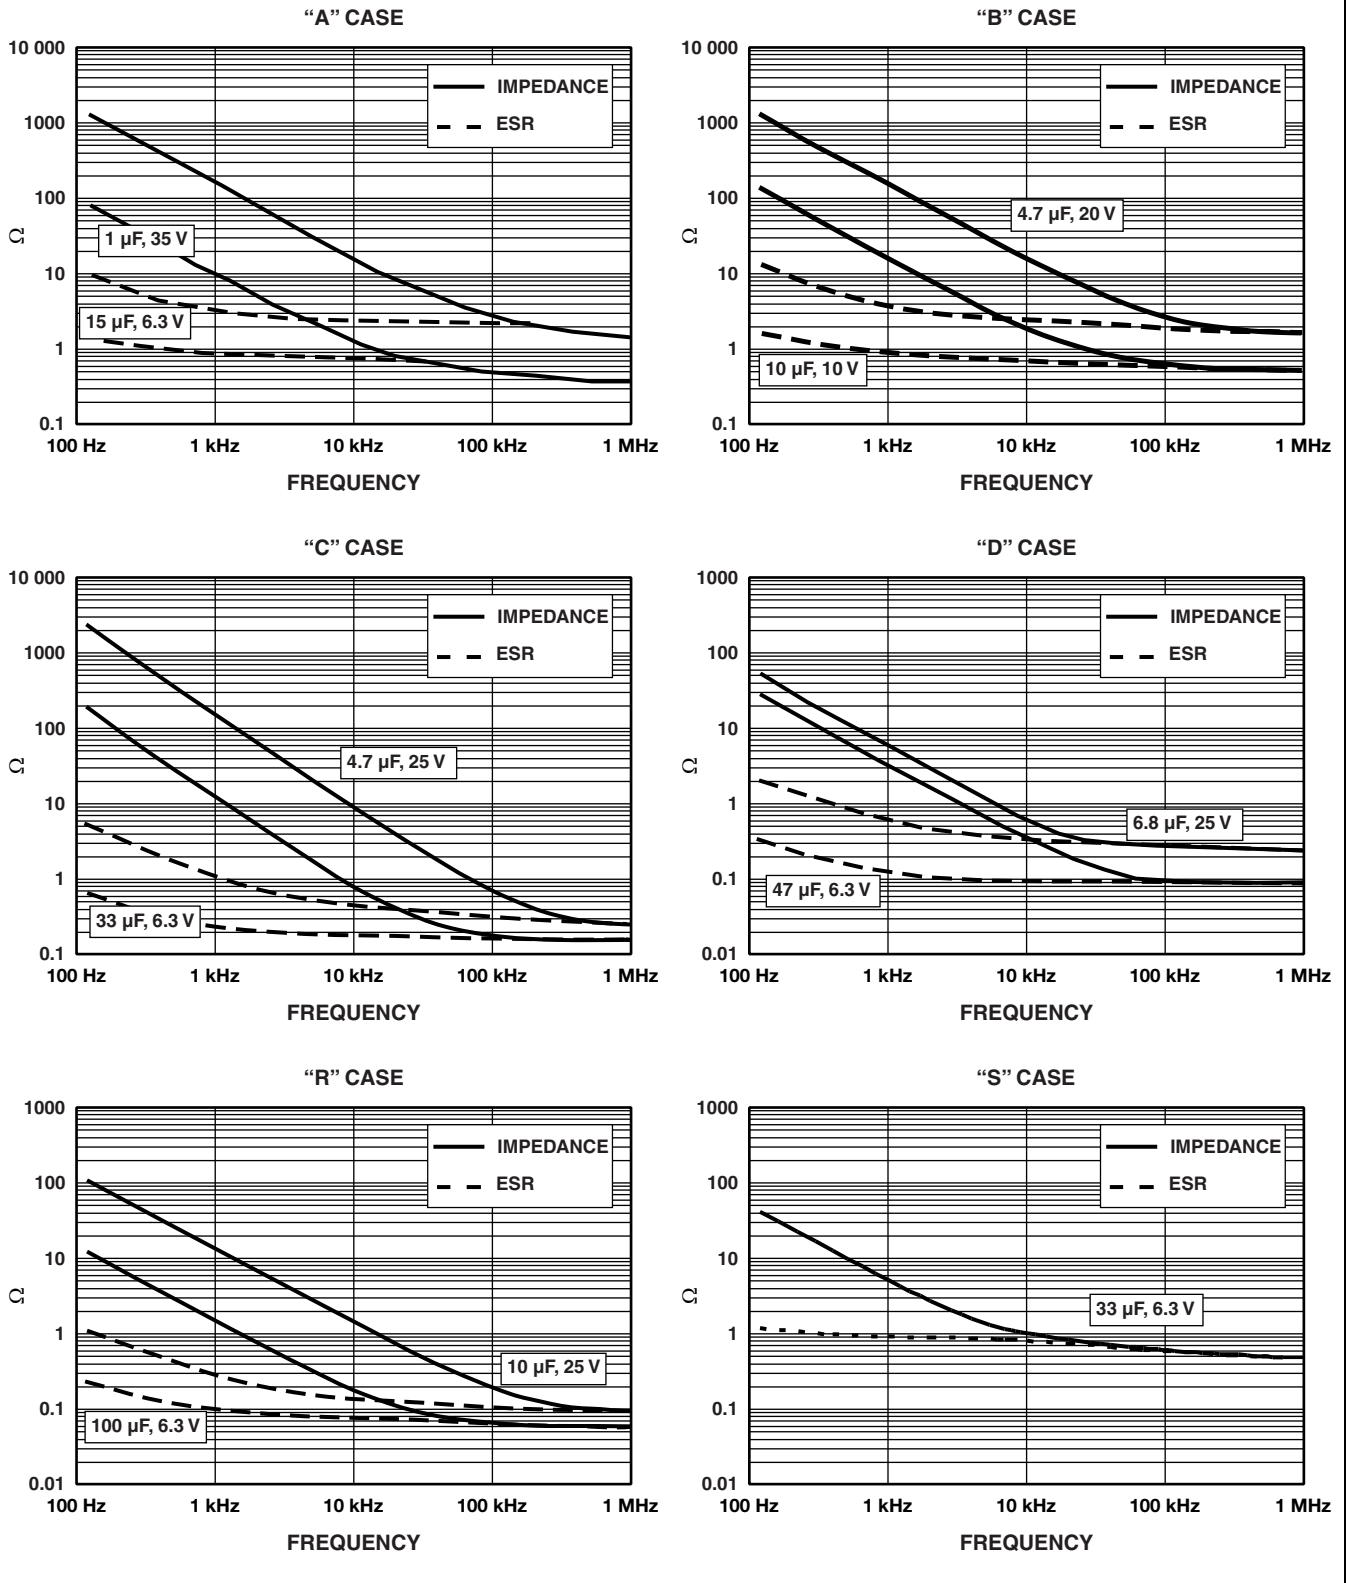 “A” CASE
10 000
1000
100
10
1
0.1
Ω
IMPEDANCE
ESR
1 µF, 35 V
15 µF, 6.3 V
100 Hz 1 kHz 10 kHz 100 kHz 1 MHz
FREQUENCY
“B” CASE
10 000
1000
100
10
1
0.1
Ω
IMPEDANCE
ESR
4.7 µF, 20 V
10 µF, 10 V
100 Hz 1 kHz 10 kHz 100 kHz 1 MHz
FREQUENCY
“C” CASE
10 000
1000
100
10
1
0.1
Ω
IMPEDANCE
ESR
4.7 µF, 25 V
33 µF, 6.3 V
100 Hz 1 kHz 10 kHz 100 kHz 1 MHz
FREQUENCY
“D” CASE
1000
100
10
1
0.1
0.01
Ω
IMPEDANCE
ESR
6.8 µF, 25 V
47 µF, 6.3 V
100 Hz 1 kHz 10 kHz 100 kHz 1 MHz
FREQUENCY
“R” CASE
1000
100
10
1
0.1
0.01
Ω
IMPEDANCE
ESR
10 µF, 25 V
100 µF, 6.3 V
100 Hz 1 kHz 10 kHz 100 kHz 1 MHz
FREQUENCY
“S” CASE
1000
100
10
1
0.1
0.01
Ω
IMPEDANCE
ESR
33 µF, 6.3 V
100 Hz 1 kHz 10 kHz 100 kHz 1 MHz
FREQUENCY